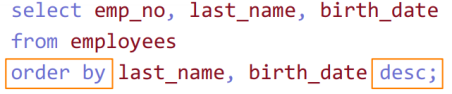 select emp_no, last_name, birth_date
from employees
order by last_name, birth_date desc;